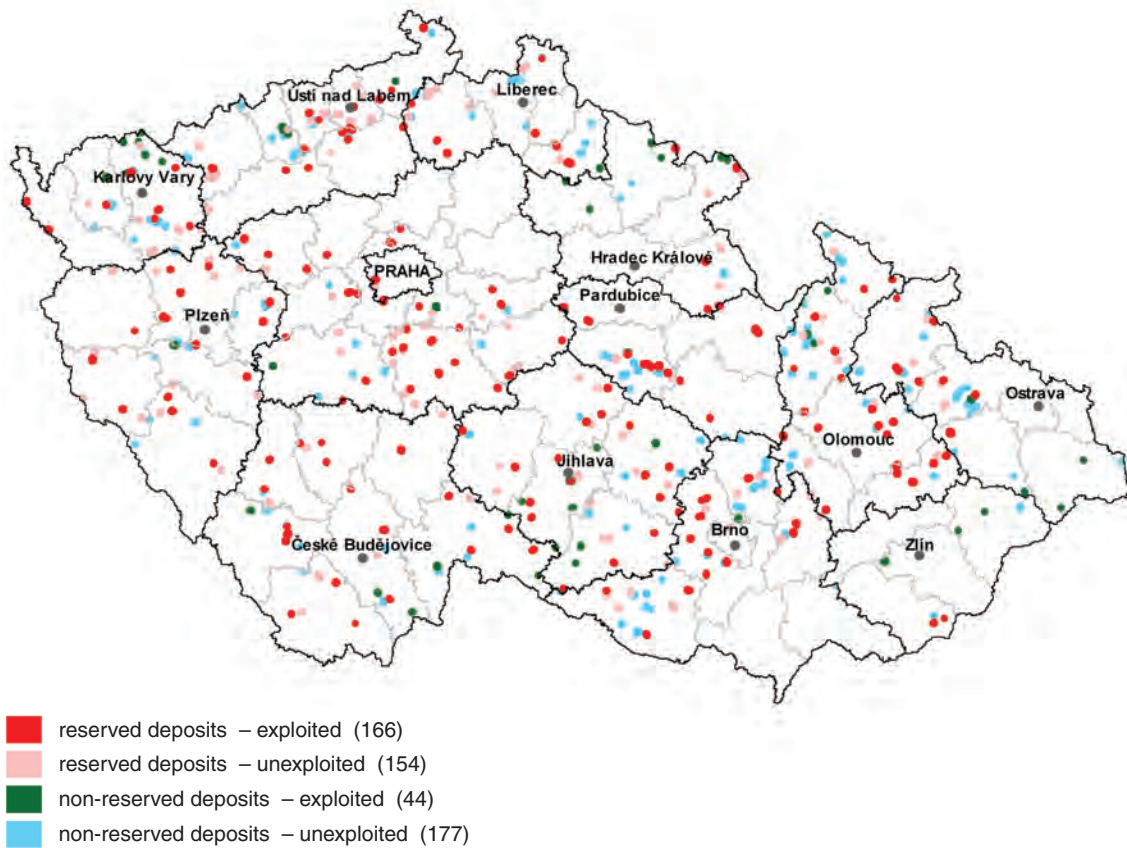 Ústí nad Labem
Liberec
Karlovy Vary
Hradec Králové
PRAHA
Pardubice
Plzeň
Ostrava
Olomouc
Jihlava
Brno
České Budějovice
Zlín
reserved deposits – exploited (166)
reserved deposits – unexploited (154)
non-reserved deposits – exploited (44)
non-reserved deposits – unexploited (177)